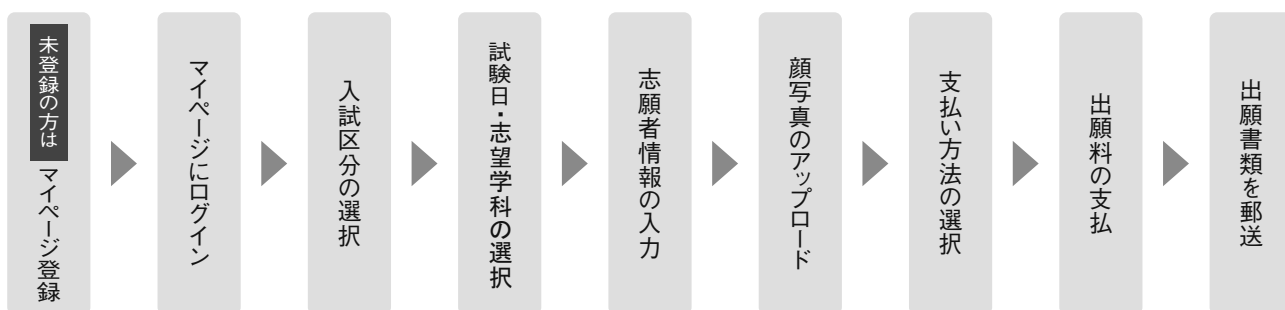 未登録の方は
マイページ登録
マイページにログイン
入試区分の選択
試験日・志望学科の選択
志願者情報の入力
顔写真のアップロード
支払い方法の選択
出願料の支払
出願書類を郵送